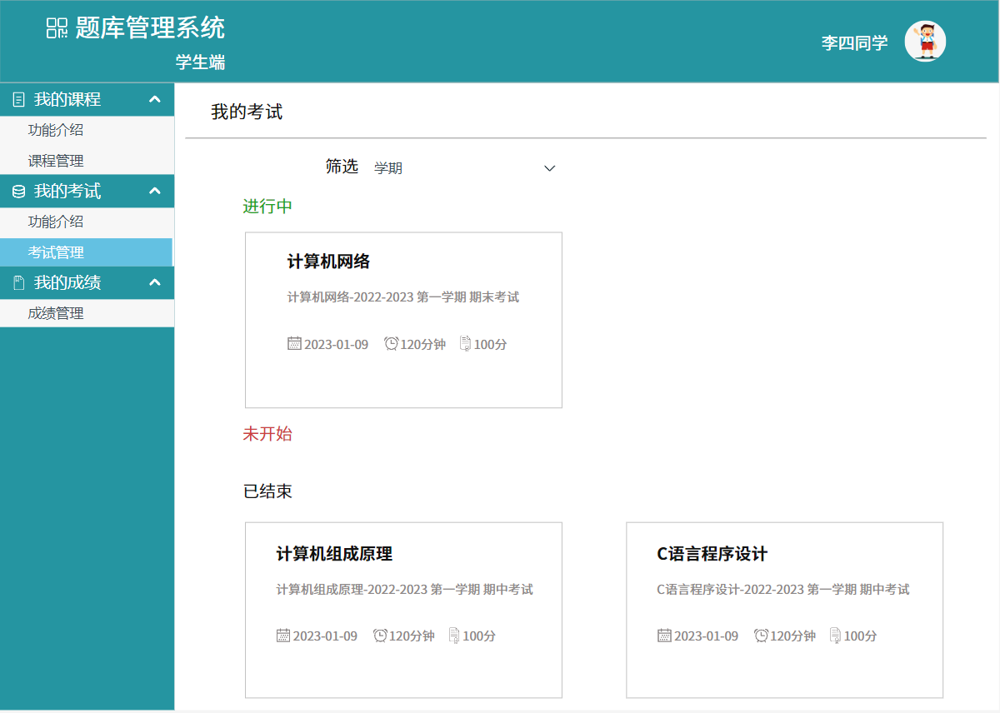 题库管理系统
学生端
李四同学
我的课程
功能介绍
课程管理
我的考试
功能介绍
考试管理
我的成绩
成绩管理
我的考试
筛选 学期
进行中
计算机网络
计算机网络-2022-2023 第一学期 期末考试
2023-01-09 120分钟 100分
未开始
已结束
计算机组成原理
计算机组成原理-2022-2023 第一学期 期中考试
2023-01-09 120分钟 100分
C语言程序设计
C语言程序设计-2022-2023 第一学期 期中考试
2023-01-09 120分钟 100分